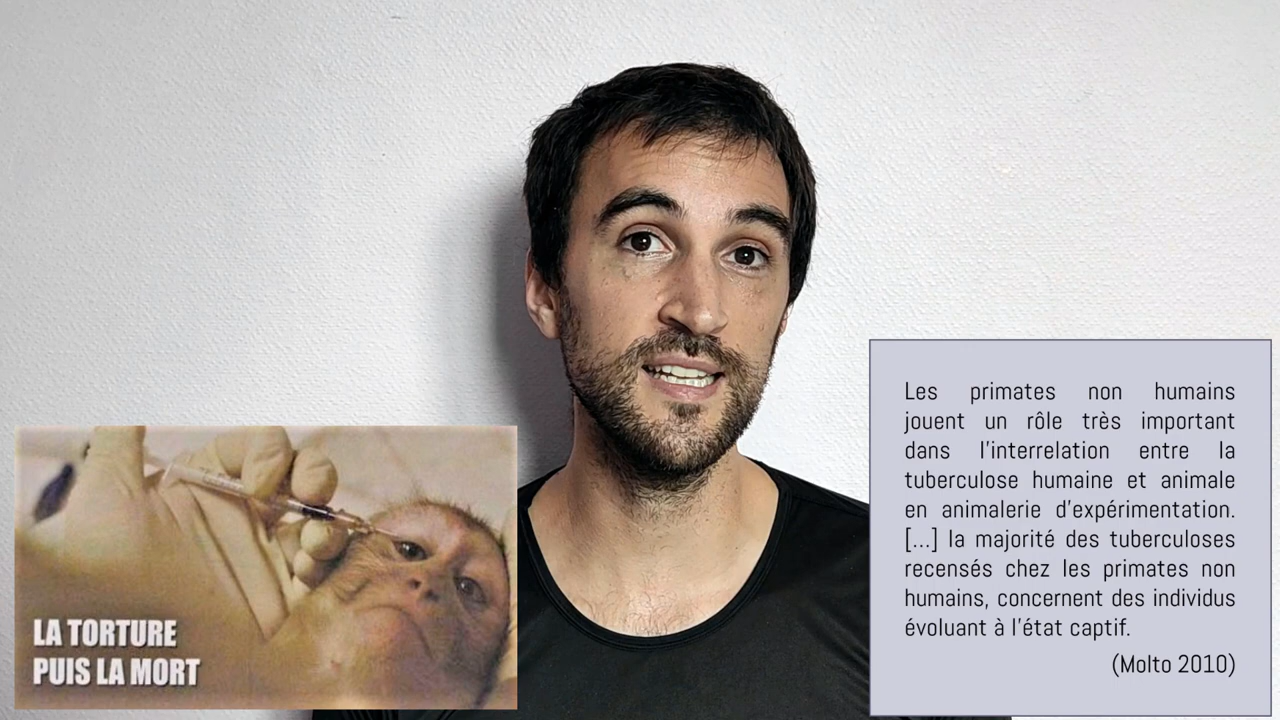 LA TORTURE
PUIS LA MORT
Les primates non humains
jouent un rôle très important
dans l'interrelation entre la
tuberculose humaine et animale
en animalerie d'expérimentation.
[...] la majorité des tuberculoses
recensés chez les primates non
humains, concernent des individus
évoluant à l'état captif.
(Molto 2010)